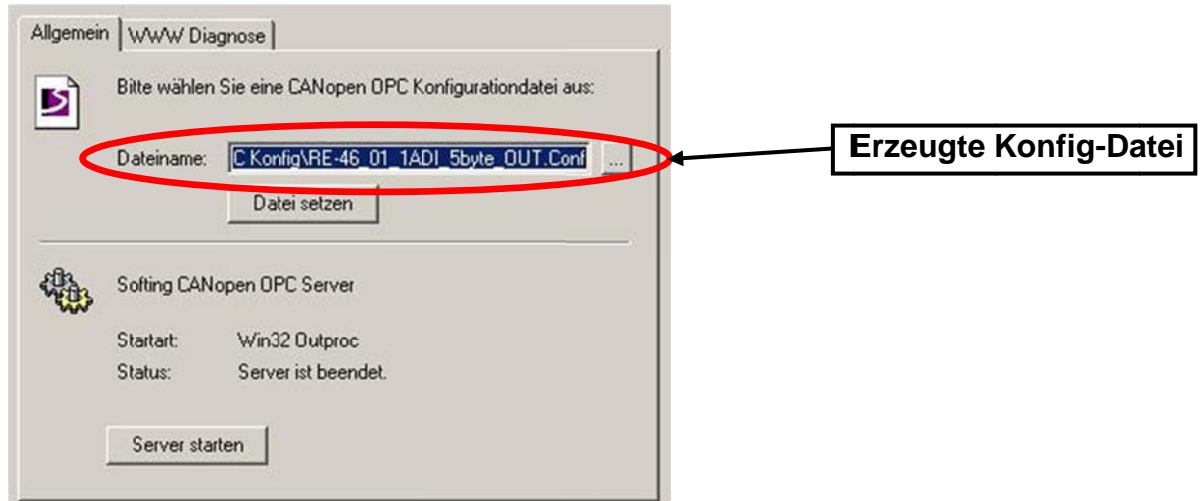 Allgemein WWW Diagnose
Bitte wählen Sie eine CANopen OPC Konfigurationdatei aus:
Dateiname: C Konfig\RE-46_01_1ADI_5byte_OUT.Conf ...
Erzeugte Konfig-Datei
Datei setzen
Softing CANopen OPC Server
Startart: Win32 Outproc
Status: Server ist beendet.
Server starten